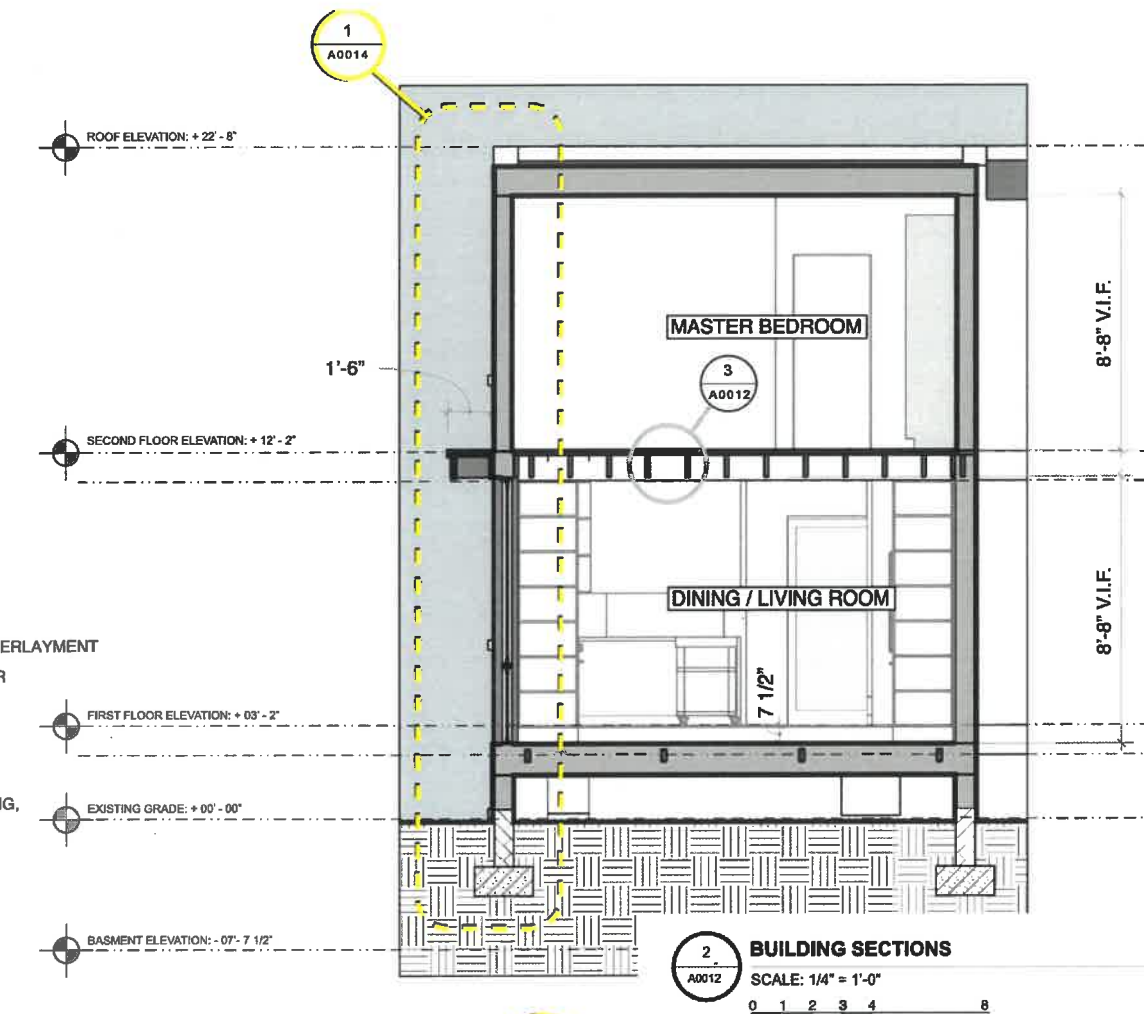 1
A0014
ROOF ELEVATION: + 22' - 8"
MASTER BEDROOM
8'-8" V.I.F.
1'-6"
3
A0012
SECOND FLOOR ELEVATION: + 12' - 2"
DINING / LIVING ROOM
8'-8" V.I.F.
ERLAYMENT
R
7 1/2"
FIRST FLOOR ELEVATION: + 03' - 2"
NG,
EXISTING GRADE: + 00' - 00"
BASMENT ELEVATION: - 07' - 7 1/2"
2
A0012
BUILDING SECTIONS
SCALE: 1/4" = 1'-0"
0 1 2 3 4 8